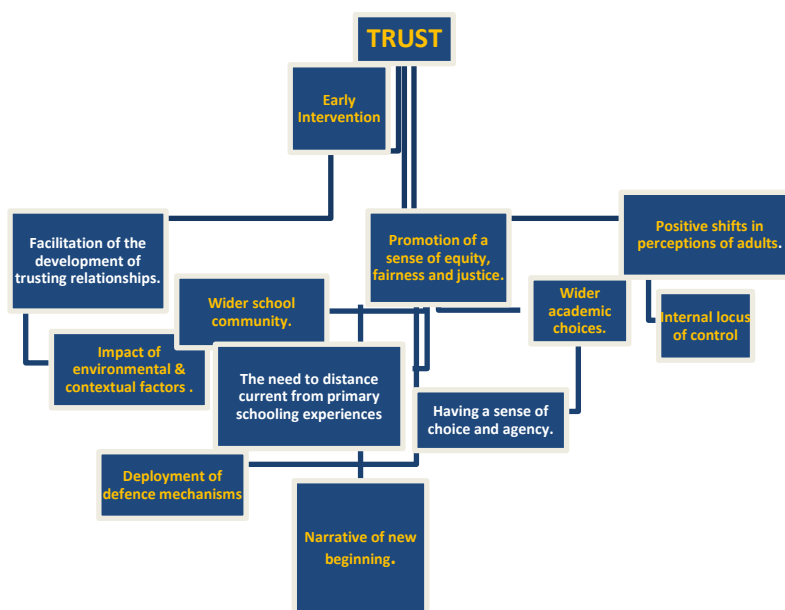 TRUST
Early
Intervention
Facilitation of the
development of
trusting relationships.
Promotion of a
sense of equity,
fairness and justice.
Positive shifts in
perceptions of adults.
Wider school
community.
Wider
academic
choices.
Internal locus
of control
Impact of
environmental &
contextual factors .
The need to distance
current from primary
schooling experiences
Having a sense of
choice and agency.
Deployment of
defence mechanisms
Narrative of new
beginning.